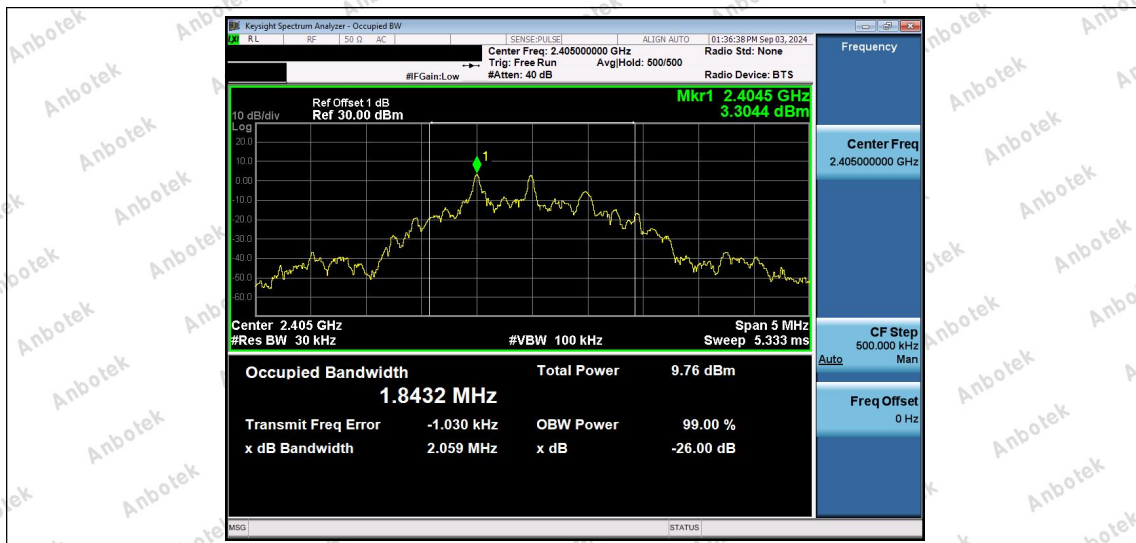 Keysight Spectrum Analyzer - Occupied BW
RL RF 50 Ω AC SENSE:PULSE ALIGN AUTO 01:36:38 PM Sep 03, 2024
Center Freq: 2.405000000 GHz Radio Std: None
Trig: Free Run Avg|Hold: 500/500
#IFGain:Low #Atten: 40 dB Radio Device: BTS
Mkr1 2.4045 GHz
3.3044 dBm
Ref Offset 1 dB
10 dB/div Ref 30.00 dBm
Log
20.0
10.0
0.00
-10.0
-20.0
-30.0
-40.0
-50.0
-60.0
1
Center 2.405 GHz Span 5 MHz
#Res BW 30 kHz #VBW 100 kHz Sweep 5.333 ms
Occupied Bandwidth Total Power 9.76 dBm
1.8432 MHz
Transmit Freq Error -1.030 kHz OBW Power 99.00 %
x dB Bandwidth 2.059 MHz x dB -26.00 dB
MSG STATUS
Frequency
Center Freq
2.405000000 GHz
CF Step
500.000 kHz
Auto Man
Freq Offset
0 Hz
Anbotek